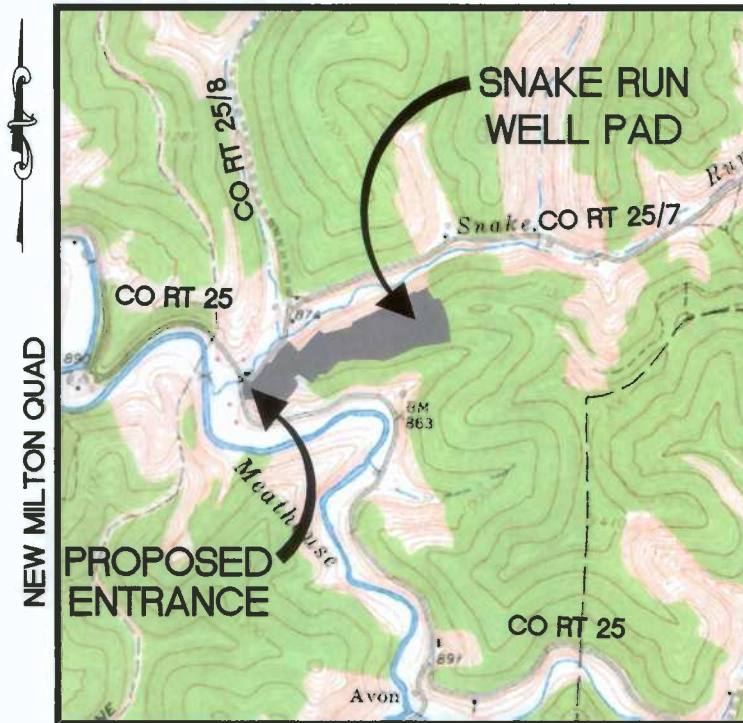 SNAKE RUN
WELL PAD
CO RT 25/8
Snake
CO RT 25/7
Run
CO RT 25
874
890
BM
863
Meathouse
NEW MILTON QUAD
PROPOSED
ENTRANCE
CO RT 25
891
Avon